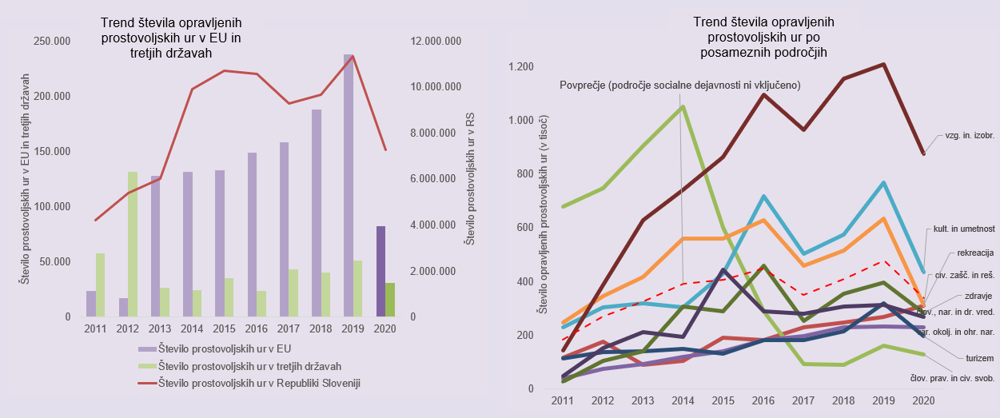 Trend števila opravljenih
prostovoljskih ur v EU in
tretjih državah
250.000
200.000
150.000
100.000
50.000
0
Število prostovoljskih ur v EU in tretjih državah
12.000.000
10.000.000
8.000.000
6.000.000
4.000.000
2.000.000
0
Število prostovoljskih ur v RS
2011 2012 2013 2014 2015 2016 2017 2018 2019 2020
Število prostovoljskih ur v EU
Število prostovoljskih ur v tretjih državah
Število prostovoljskih ur v Republiki Sloveniji
Trend števila opravljenih
prostovoljskih ur po
posameznih področjih
Povprečje (področje socialne dejavnosti ni vključeno)
1.200
1.000
800
600
400
200
0
Število opravljenih prostovoljskih ur (v tisoč)
vzg. in. izobr.
kult. in umetnost
rekreacija
civ. zašč. in reš.
zdravje
člov., nar. in dr. vred.
nar. okolj. in ohr. nar.
turizem
člov. prav. in civ. svob.
2011 2012 2013 2014 2015 2016 2017 2018 2019 2020